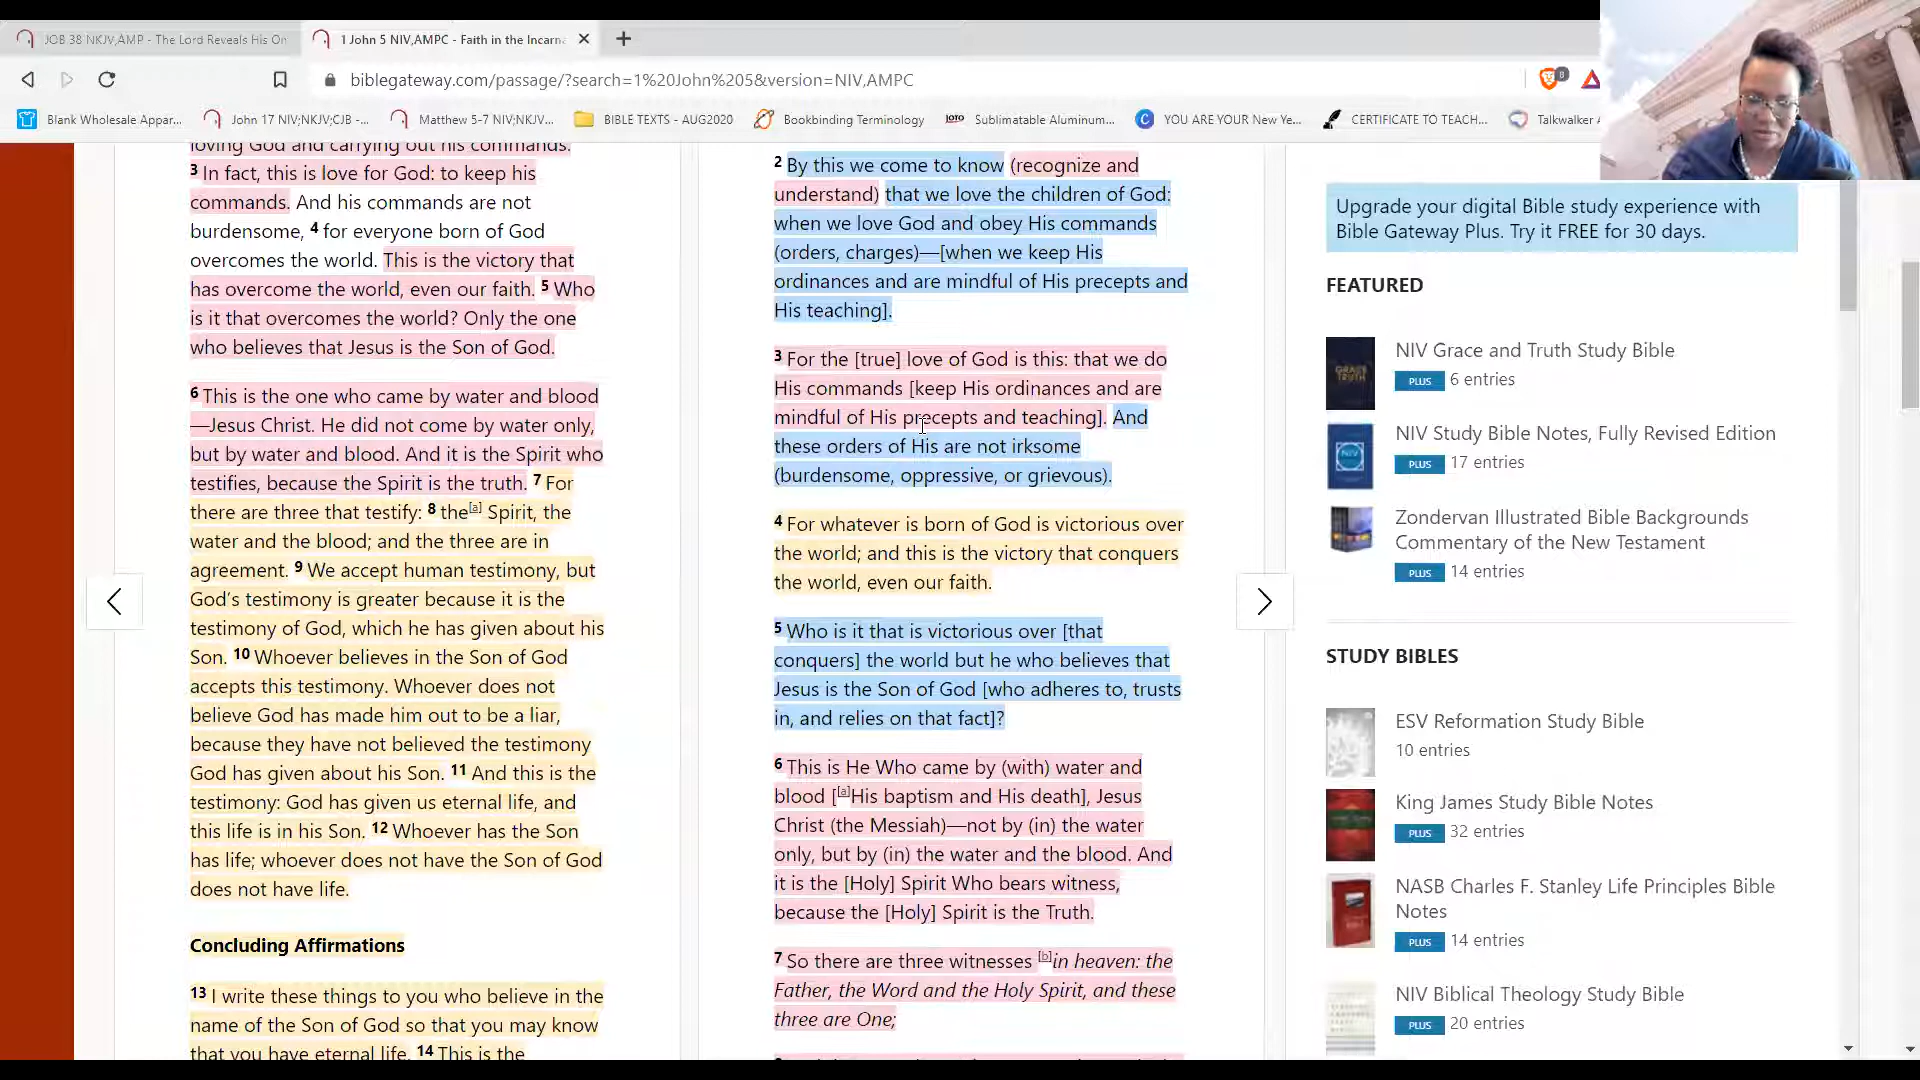 JOB 38 NKJV,AMP - The Lord Reveals His On
1 John 5 NIV,AMPC - Faith in the Incarna
biblegateway.com/passage/?search=1%20John%205&version=NIV,AMPC
8
Blank Wholesale Appar...
John 17 NIV;NKJV;CJB -...
Matthew 5-7 NIV;NKJV...
BIBLE TEXTS - AUG2020
Bookbinding Terminology
Sublimatable Aluminum...
YOU ARE YOUR New Ye...
CERTIFICATE TO TEACH...
Talkwalker
loving God and carrying out his commands.
3 In fact, this is love for God: to keep his
commands. And his commands are not
burdensome, 4 for everyone born of God
overcomes the world. This is the victory that
has overcome the world, even our faith. 5 Who
is it that overcomes the world? Only the one
who believes that Jesus is the Son of God.
6 This is the one who came by water and blood
—Jesus Christ. He did not come by water only,
but by water and blood. And it is the Spirit who
testifies, because the Spirit is the truth. 7 For
there are three that testify: 8 the[a] Spirit, the
water and the blood; and the three are in
agreement. 9 We accept human testimony, but
God's testimony is greater because it is the
testimony of God, which he has given about his
Son. 10 Whoever believes in the Son of God
accepts this testimony. Whoever does not
believe God has made him out to be a liar,
because they have not believed the testimony
God has given about his Son. 11 And this is the
testimony: God has given us eternal life, and
this life is in his Son. 12 Whoever has the Son
has life; whoever does not have the Son of God
does not have life.
Concluding Affirmations
13 I write these things to you who believe in the
name of the Son of God so that you may know
that you have eternal life. 14 This is the
2 By this we come to know (recognize and
understand) that we love the children of God:
when we love God and obey His commands
(orders, charges)—[when we keep His
ordinances and are mindful of His precepts and
His teaching].
3 For the [true] love of God is this: that we do
His commands [keep His ordinances and are
mindful of His precepts and teaching]. And
these orders of His are not irksome
(burdensome, oppressive, or grievous).
4 For whatever is born of God is victorious over
the world; and this is the victory that conquers
the world, even our faith.
5 Who is it that is victorious over [that
conquers] the world but he who believes that
Jesus is the Son of God [who adheres to, trusts
in, and relies on that fact]?
6 This is He Who came by (with) water and
blood [[a]His baptism and His death], Jesus
Christ (the Messiah)—not by (in) the water
only, but by (in) the water and the blood. And
it is the [Holy] Spirit Who bears witness,
because the [Holy] Spirit is the Truth.
7 So there are three witnesses [b]in heaven: the
Father, the Word and the Holy Spirit, and these
three are One;
Upgrade your digital Bible study experience with
Bible Gateway Plus. Try it FREE for 30 days.
FEATURED
NIV Grace and Truth Study Bible
PLUS 6 entries
NIV Study Bible Notes, Fully Revised Edition
PLUS 17 entries
Zondervan Illustrated Bible Backgrounds
Commentary of the New Testament
PLUS 14 entries
STUDY BIBLES
ESV Reformation Study Bible
10 entries
King James Study Bible Notes
PLUS 32 entries
NASB Charles F. Stanley Life Principles Bible
Notes
PLUS 14 entries
NIV Biblical Theology Study Bible
PLUS 20 entries